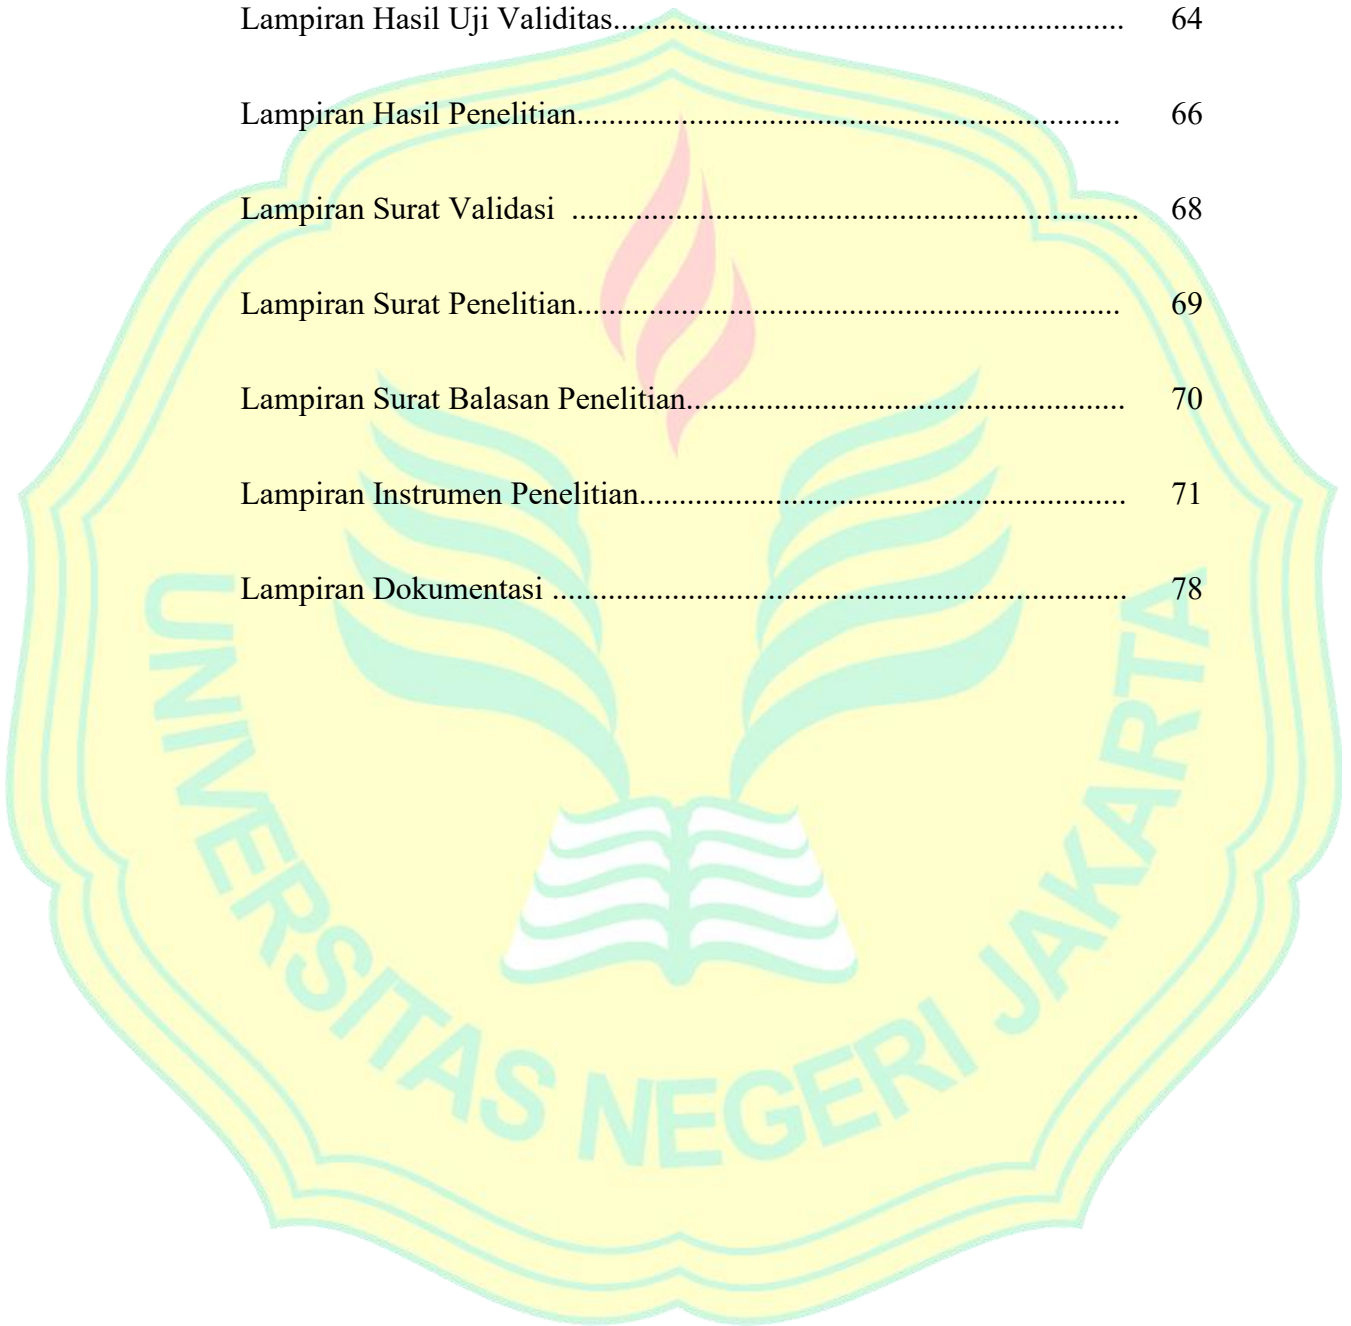 Lampiran Hasil Uji Validitas................................................................. 64
Lampiran Hasil Penelitian..................................................................... 66
Lampiran Surat Validasi ........................................................................ 68
Lampiran Surat Penelitian..................................................................... 69
Lampiran Surat Balasan Penelitian........................................................ 70
Lampiran Instrumen Penelitian.............................................................. 71
Lampiran Dokumentasi ......................................................................... 78
UNIVERSITAS NEGERI JAKARTA